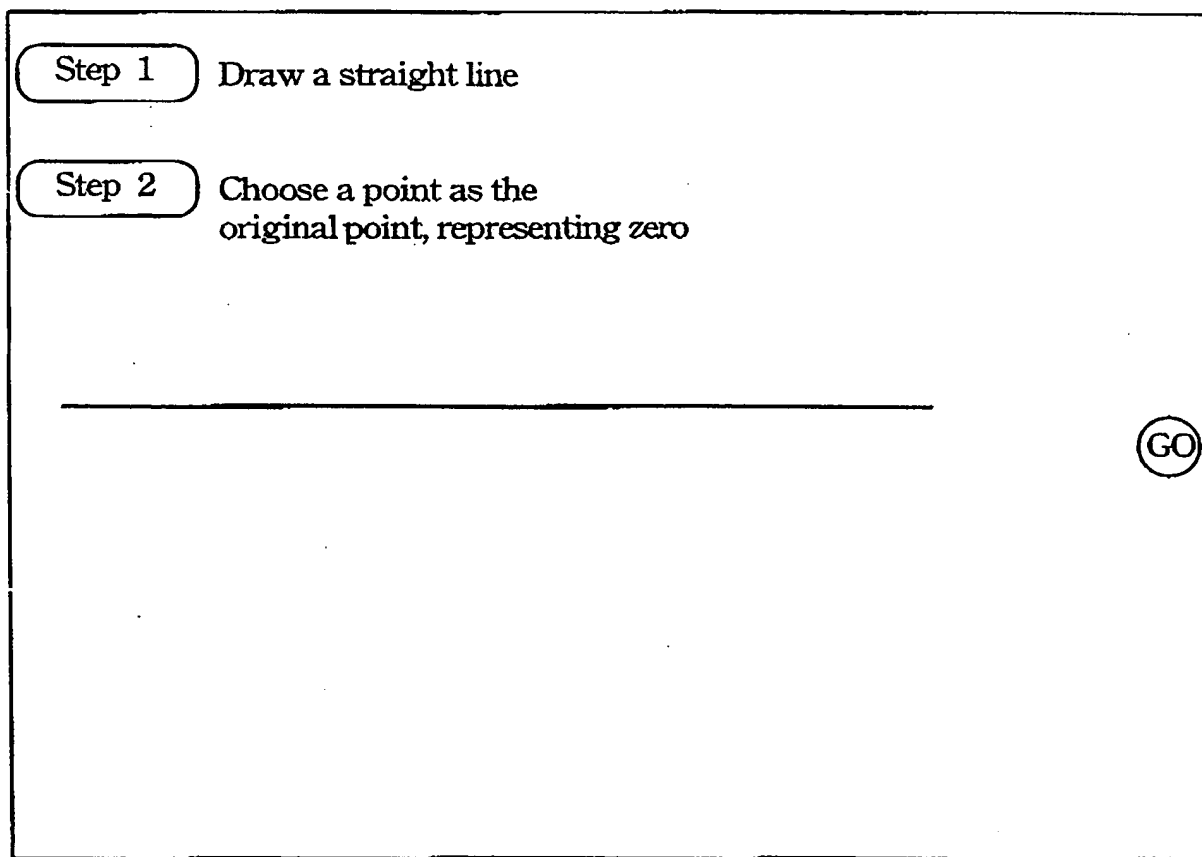 Step 1 Draw a straight line
Step 2 Choose a point as the
original point, representing zero
GO